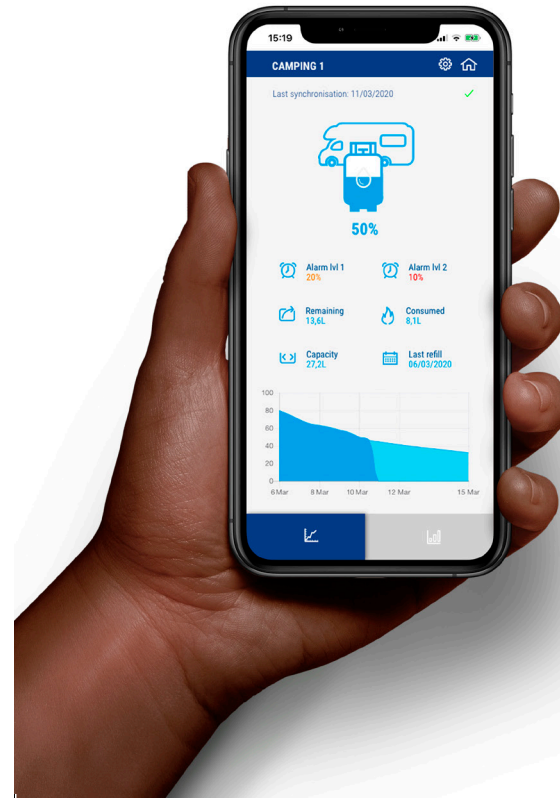 15:19
CAMPING 1
Last synchronisation: 11/03/2020
50%
Alarm lvl 1
20%
Alarm lvl 2
10%
Remaining
13,6L
Consumed
8,1L
Capacity
27,2L
Last refill
06/03/2020
100
80
60
40
20
0
6 Mar 8 Mar 10 Mar 12 Mar 15 Mar